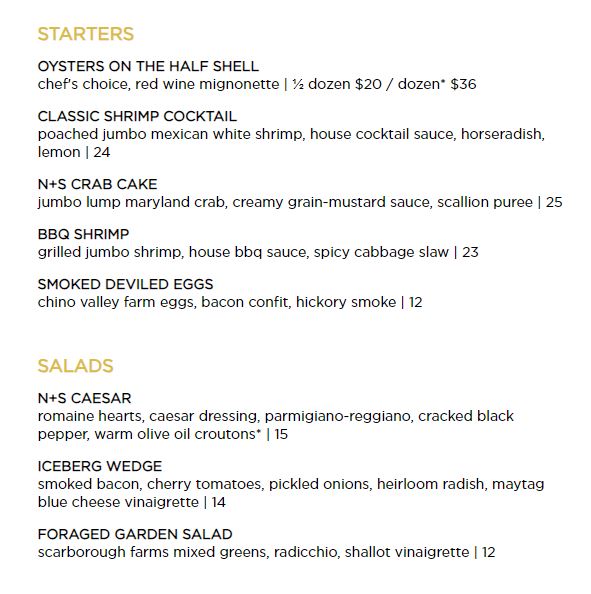 STARTERS
OYSTERS ON THE HALF SHELL
chef's choice, red wine mignonette | ½ dozen $20 / dozen* $36
CLASSIC SHRIMP COCKTAIL
poached jumbo mexican white shrimp, house cocktail sauce, horseradish,
lemon | 24
N+S CRAB CAKE
jumbo lump maryland crab, creamy grain-mustard sauce, scallion puree | 25
BBQ SHRIMP
grilled jumbo shrimp, house bbq sauce, spicy cabbage slaw | 23
SMOKED DEVILED EGGS
chino valley farm eggs, bacon confit, hickory smoke | 12
SALADS
N+S CAESAR
romaine hearts, caesar dressing, parmigiano-reggiano, cracked black
pepper, warm olive oil croutons* | 15
ICEBERG WEDGE
smoked bacon, cherry tomatoes, pickled onions, heirloom radish, maytag
blue cheese vinaigrette | 14
FORAGED GARDEN SALAD
scarborough farms mixed greens, radicchio, shallot vinaigrette | 12